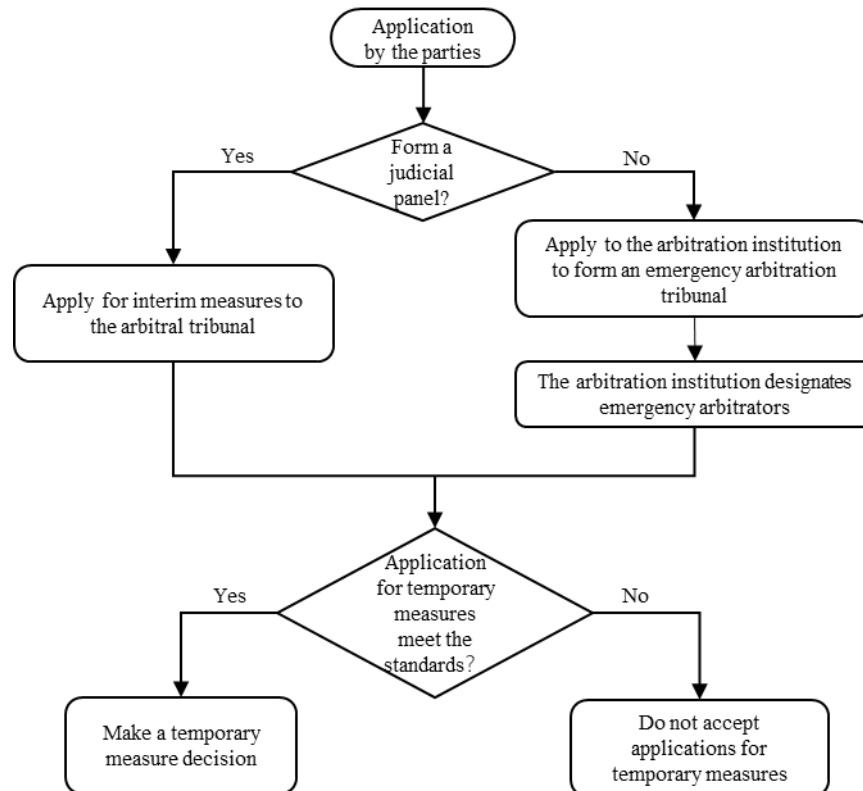 Application
by the parties
Form a
judicial
panel?
Yes
No
Apply for interim measures to
the arbitral tribunal
Apply to the arbitration institution
to form an emergency arbitration
tribunal
The arbitration institution designates
emergency arbitrators
Application
for temporary
measures
meet the
standards?
Yes
No
Make a temporary
measure decision
Do not accept
applications for
temporary measures